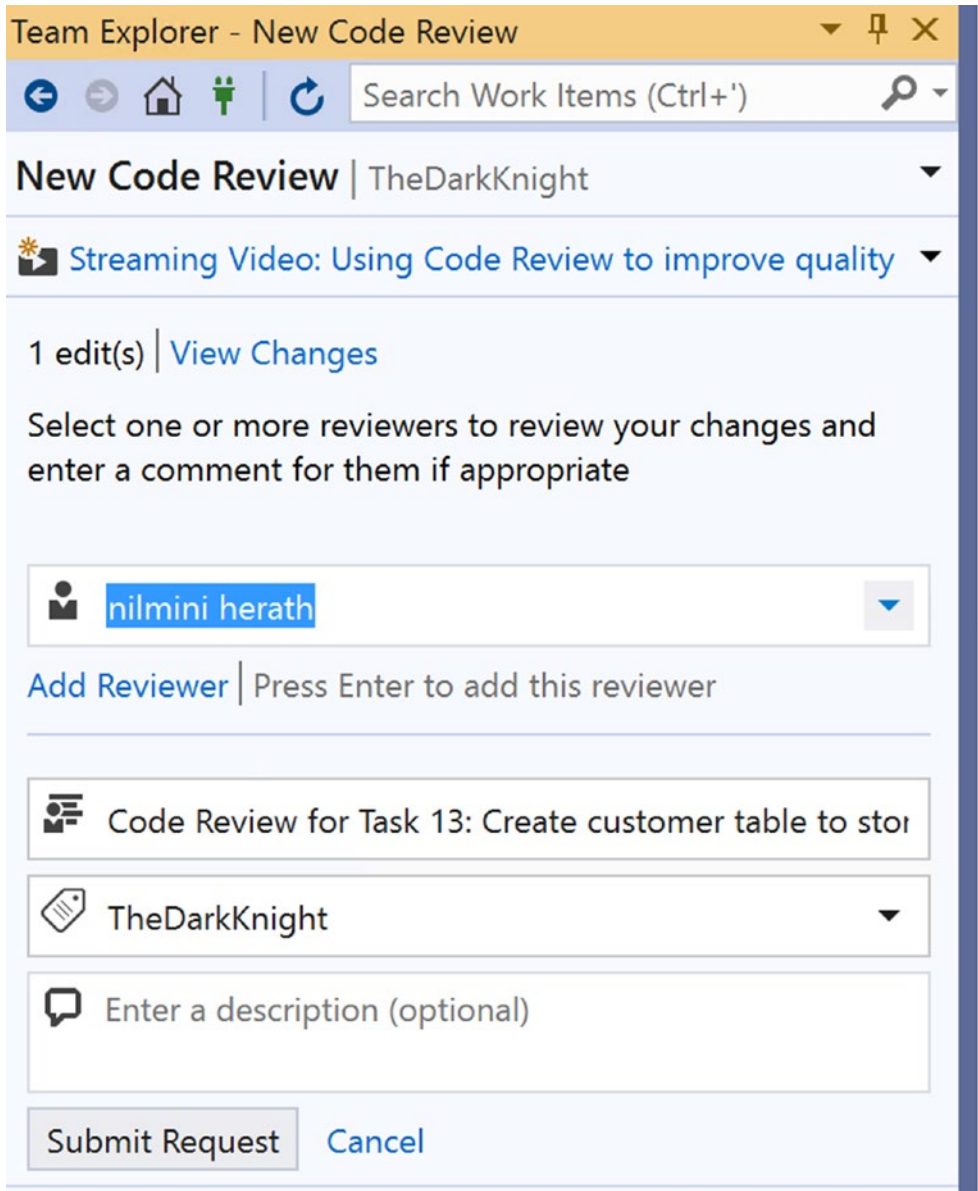 Team Explorer - New Code Review
Search Work Items (Ctrl+')
New Code Review | TheDarkKnight
Streaming Video: Using Code Review to improve quality
1 edit(s) | View Changes
Select one or more reviewers to review your changes and
enter a comment for them if appropriate
nilmini herath
Add Reviewer | Press Enter to add this reviewer
Code Review for Task 13: Create customer table to stor
TheDarkKnight
Enter a description (optional)
Submit Request Cancel